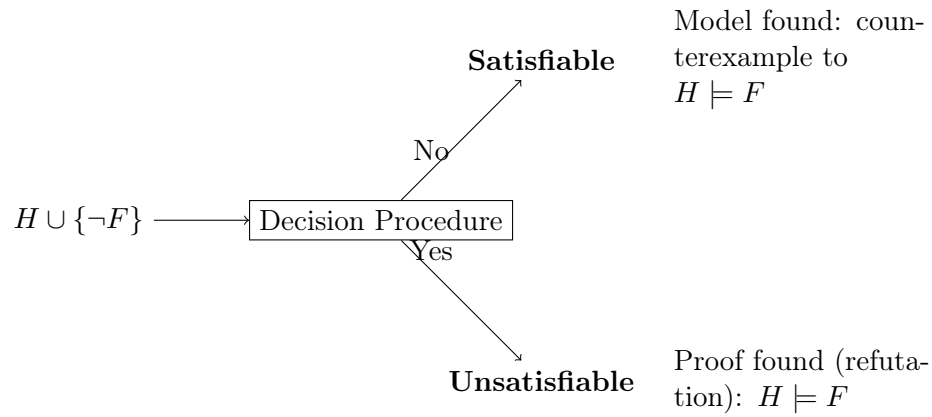 Model found: coun-
terexample to
H ⊨ F
Satisfiable
No
H ∪ {¬F}
Decision Procedure
Yes
Unsatisfiable
Proof found (refuta-
tion): H ⊨ F